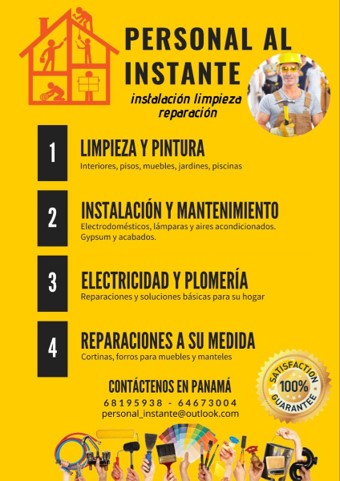 PERSONAL AL
INSTANTE
instalación limpieza
reparación
1
LIMPIEZA Y PINTURA
Interiores, pisos, muebles, jardines, piscinas
2
INSTALACIÓN Y MANTENIMIENTO
Electrodomésticos, lámparas y aires acondicionados.
Gypsum y acabados.
3
ELECTRICIDAD Y PLOMERÍA
Reparaciones y soluciones básicas para su hogar
4
REPARACIONES A SU MEDIDA
Cortinas, forros para muebles y manteles
CONTÁCTENOS EN PANAMÁ
68195938 - 64673004
personal_instante@outlook.com
SATISFACTION
100%
GUARANTEE